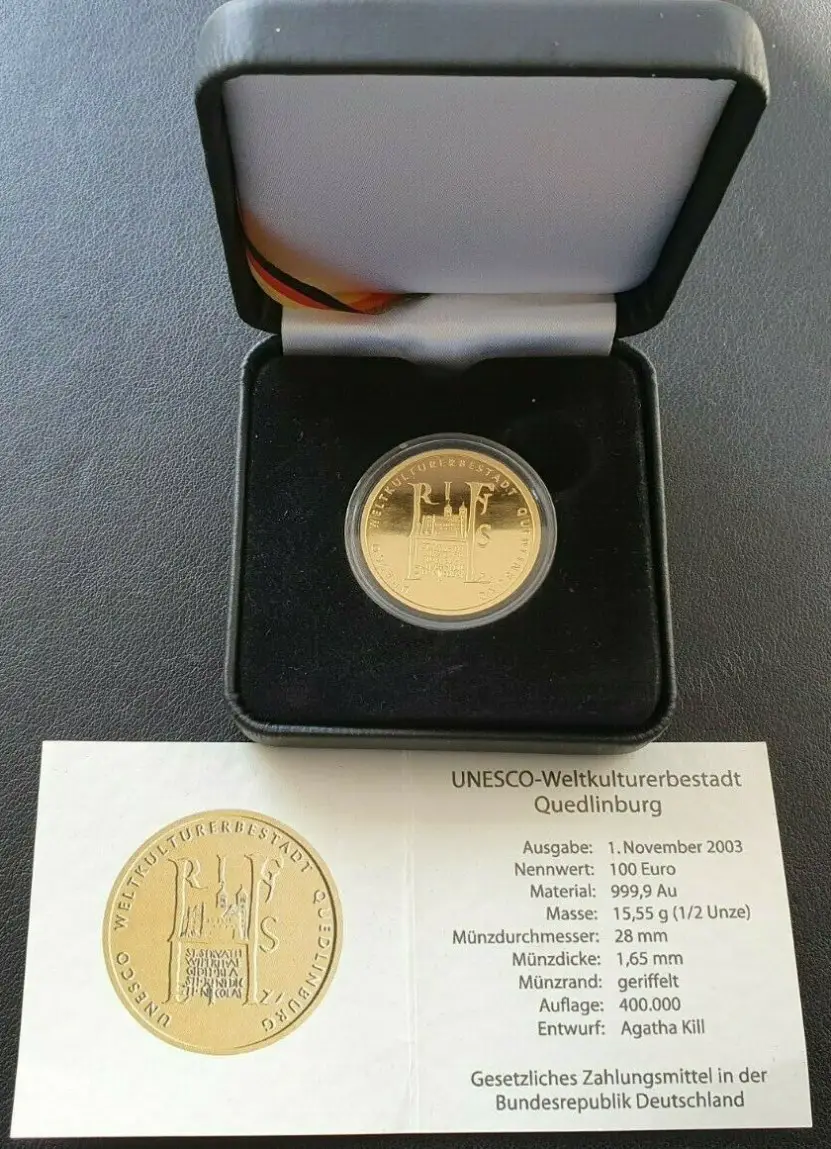 WELTKULTURERBESTADT
R I S
UNESCO WELTKULTURERBESTADT QUEDLINBURG
R I S
UNESCO-Weltkulturerbestadt
Quedlinburg
Ausgabe: 1. November 2003
Nennwert: 100 Euro
Material: 999,9 Au
Masse: 15,55 g (1/2 Unze)
Münzdurchmesser: 28 mm
Münzdicke: 1,65 mm
Münzrand: geriffelt
Auflage: 400.000
Entwurf: Agatha Kill
Gesetzliches Zahlungsmittel in der
Bundesrepublik Deutschland